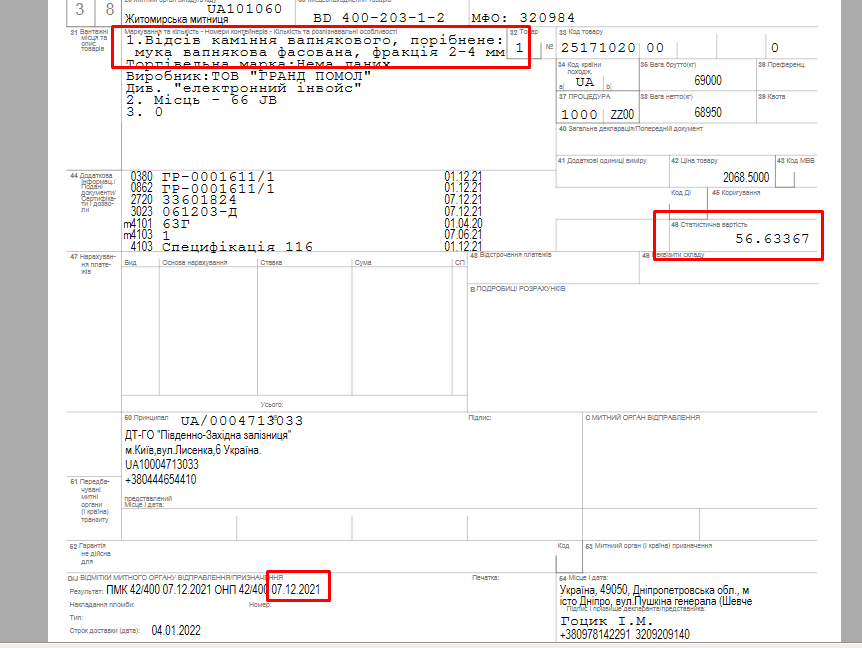 3 8
UA101060
Житомирська митниця
BD 400-203-1-2
МФО: 320984
31 Вантажні місця та опис товарів
Маркування та кількість - Номери контейнерів - Кількість та розпізнавальні особливості
1.Відсів каміння вапнякового, порібнене:
мука вапнякова фасована, фракція 2-4 мм
Торгівельна марка:Нема даних
Виробник:ТОВ "ГРАНД ПОМОЛ"
Див. "електронний інвойс"
2. Місць - 66 JB
3. 0
32 Товар
1 №
33 Код товару
25171020 00 0
34 Код країни походж.
a| UA b|
35 Вага брутто(кг)
69000
36 Преференц.
37 ПРОЦЕДУРА
1000 ZZ00
38 Вага нетто(кг)
68950
39 Квота
40 Загальна декларація/Попередній документ
41 Додаткові одиниці виміру
42 Ціна товару
2068.5000
43 Код МВВ
44 Додаткова інформац./ Подані документи/ Сертифікати і дозволи
0380 ГР-0001611/1 01.12.21
0862 ГР-0001611/1 01.12.21
2720 33601824 07.12.21
3023 061203-Д 07.12.21
m4101 63Г 01.04.20
m4103 1 07.06.21
4103 Специфікація 116 01.12.21
Код ДІ
45 Коригування
46 Статистична вартість
56.63367
47 Нарахування платежів
Вид Основа нарахування Ставка Сума СП
48 Відстрочення платежів
49 Реквізити складу
В ПОДРОБИЦІ РОЗРАХУНКІВ
Усього:
50 Принципал № UA/0004713033
Підпис:
С МИТНИЙ ОРГАН ВІДПРАВЛЕННЯ
ДТ-ГО "Південно-Західна залізниця"
м.Київ,вул.Лисенка,6 Україна.
UA10004713033
+380444654410
представлений
Місце і дата:
51 Передбачувані митні органи (і країна) транзиту
52 Гарантія не дійсна для
Код
53 Митниий орган (і країна) призначення
D/J ВІДМІТКИ МИТНОГО ОРГАНУ ВІДПРАВЛЕННЯ/ПРИЗНАЧЕННЯ
Печатка:
Результат: ПМК 42/400 07.12.2021 ОНП 42/400 07.12.2021
Накладання пломби: Номер:
Тип:
Строк доставки (дата): 04.01.2022
54 Місце і дата:
Україна, 49050, Дніпропетровська обл., м
істо Дніпро, вул.Пушкіна генерала (Шевче
Підпис і прізвище декларанта/представника:
Гоцик І.М.
+380978142291 3209209140